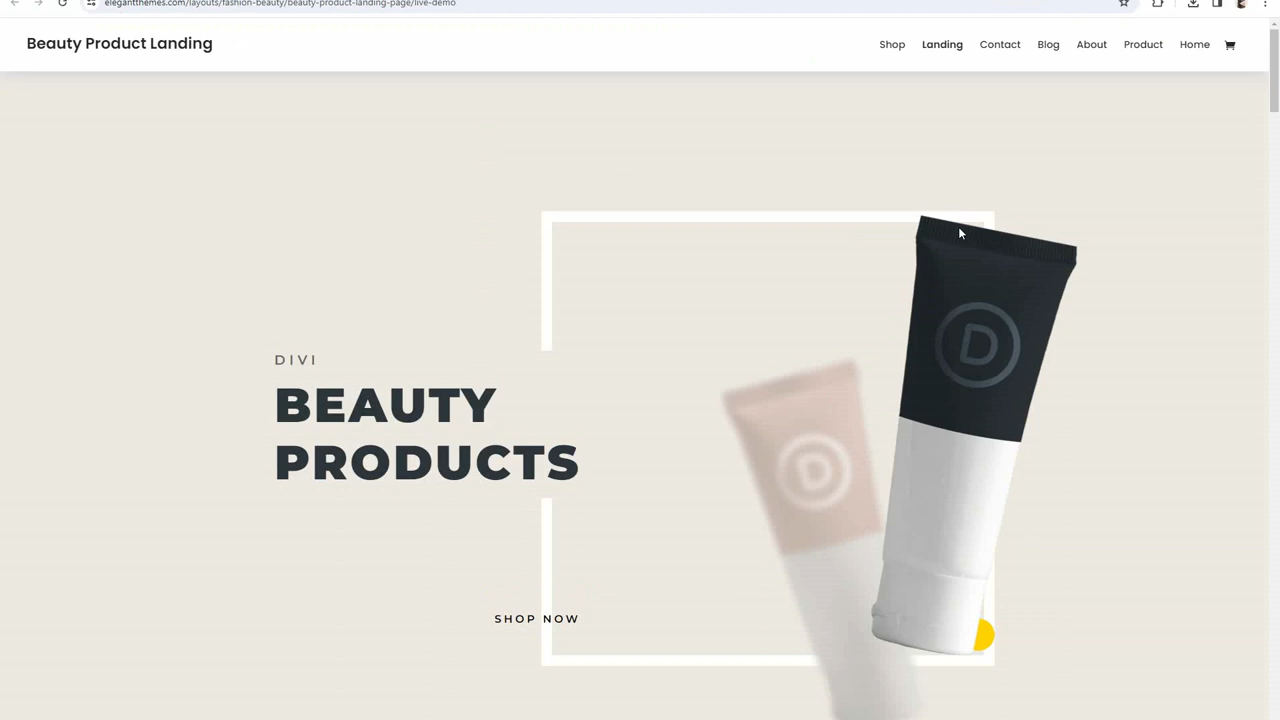 elegantthemes.com/layouts/fashion-beauty/beauty-product-landing-page/live-demo
Beauty Product Landing
Shop Landing Contact Blog About Product Home
DIVI
BEAUTY
PRODUCTS
SHOP NOW
D
D